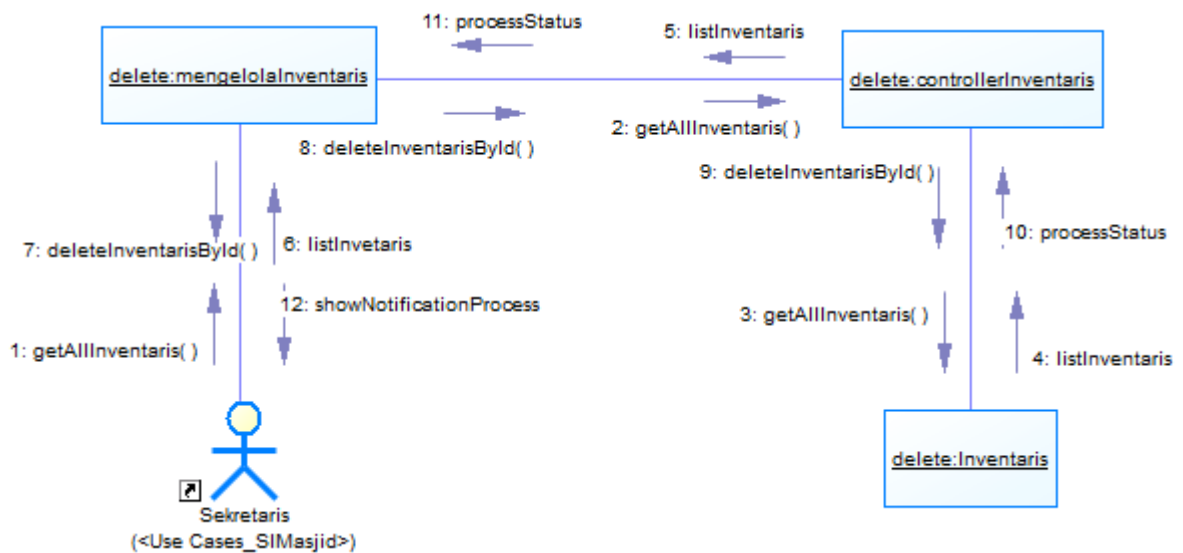 11: processStatus
5: listInventaris
delete:mengelolaInventaris
delete:controllerInventaris
2: getAllInventaris( )
8: deleteInventarisById( )
9: deleteInventarisById( )
7: deleteInventarisById( )
6: listInvetaris
10: processStatus
12: showNotificationProcess
3: getAllInventaris( )
1: getAllInventaris( )
4: listInventaris
delete:Inventaris
Sekretaris
(<Use Cases_SIMasjid>)